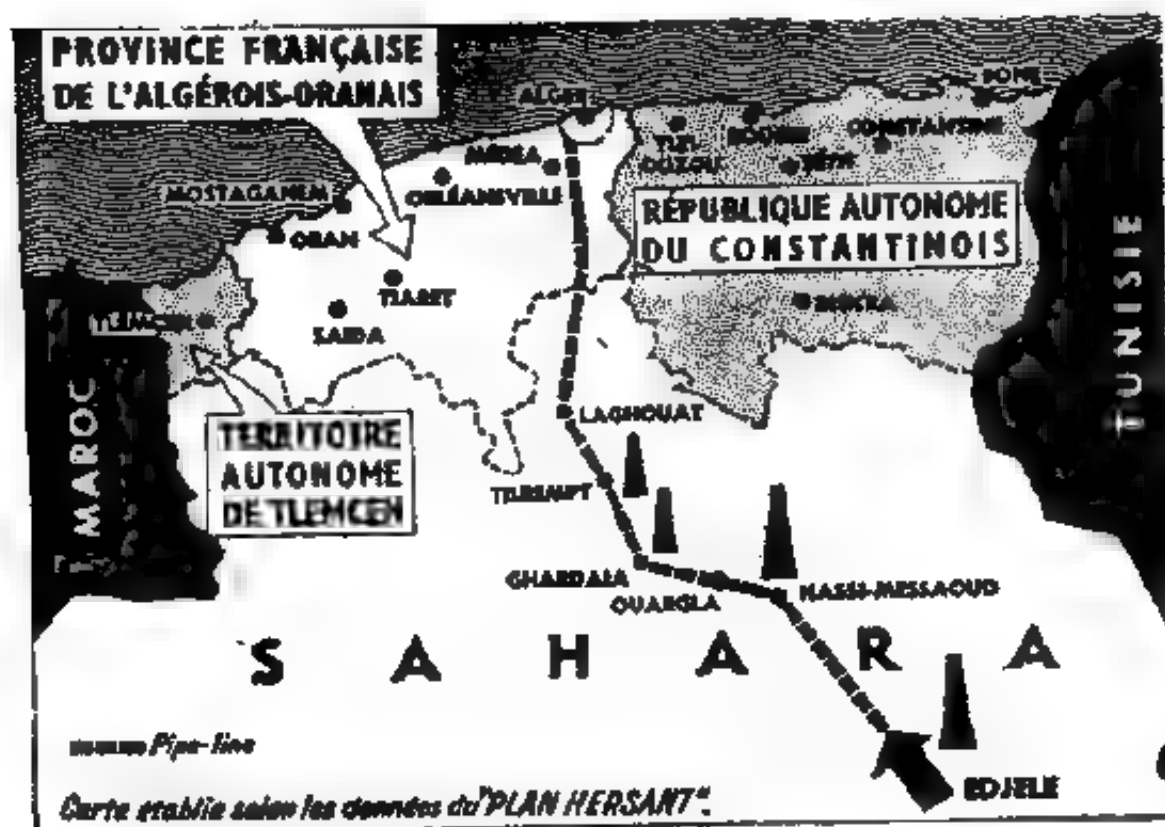 PROVINCE FRANÇAISE
DE L'ALGÉROIS-ORANAIS
ALGER
BONE
CONSTANTINE
TIZI-
OUZOU
MÉDÉA
ORLÉANSVILLE
MOSTAGANEM
ORAN
RÉPUBLIQUE AUTONOME
DU CONSTANTINOIS
TIARET
SAIDA
BISKRA
TLEMCEN
MAROC
TUNISIE
TERRITOIRE
AUTONOME
DE TLEMCEN
LAGHOUAT
GHARDAIA
OUARGLA
HASSI-MESSAOUD
SAHARA
EDJELÉ
Pipe-line
Carte établie selon les données du "PLAN HERSANT".